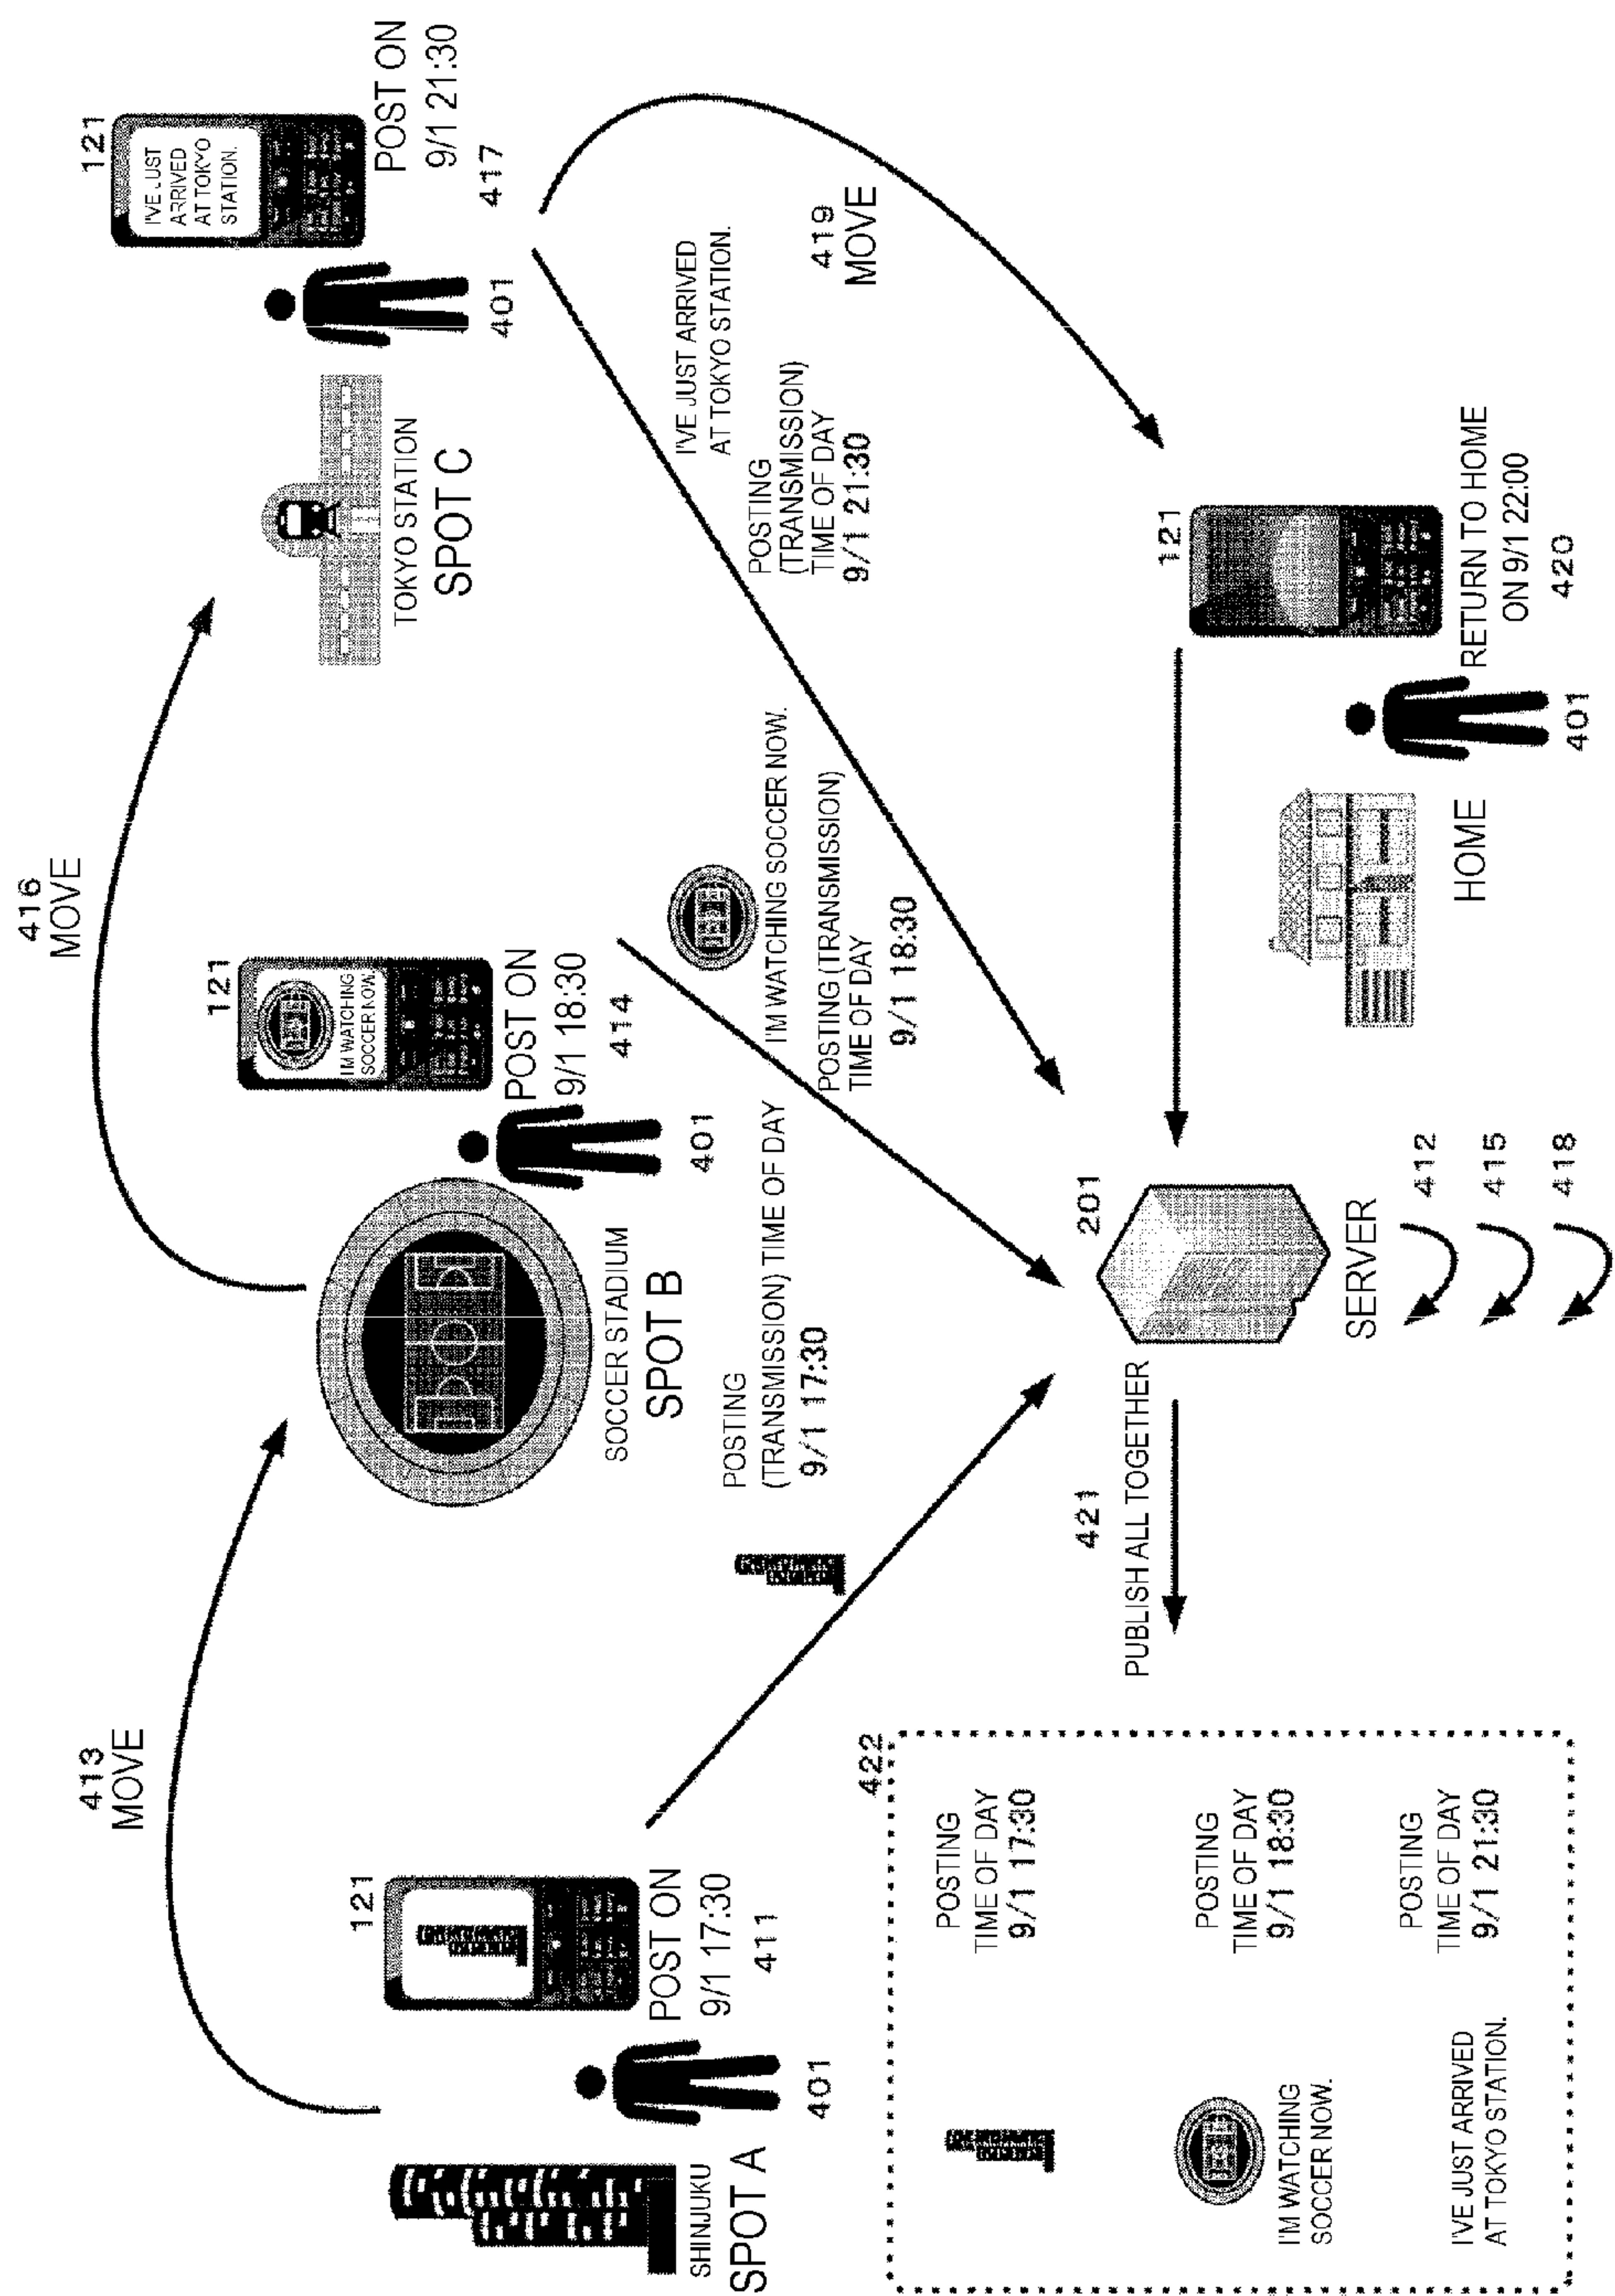 413
MOVE
416
MOVE
121
POST ON
9/1 17:30
411
401
SHINJUKU
SPOT A
121
I'M WATCHING
SOCCER NOW.
POST ON
9/1 18:30
414
401
SOCCER STADIUM
SPOT B
121
I'VE JUST
ARRIVED
AT TOKYO
STATION.
POST ON
9/1 21:30
417
401
TOKYO STATION
SPOT C
POSTING
(TRANSMISSION) TIME OF DAY
9/1 17:30
I'M WATCHING SOCCER NOW.
POSTING (TRANSMISSION)
TIME OF DAY
9/1 18:30
I'VE JUST ARRIVED
AT TOKYO STATION.
POSTING
(TRANSMISSION)
TIME OF DAY
9/1 21:30
419
MOVE
422
POSTING
TIME OF DAY
9/1 17:30
I'M WATCHING
SOCCER NOW.
POSTING
TIME OF DAY
9/1 18:30
I'VE JUST ARRIVED
AT TOKYO STATION.
POSTING
TIME OF DAY
9/1 21:30
421
PUBLISH ALL TOGETHER
201
SERVER
412
415
418
HOME
401
121
RETURN TO HOME
ON 9/1 22:00
420